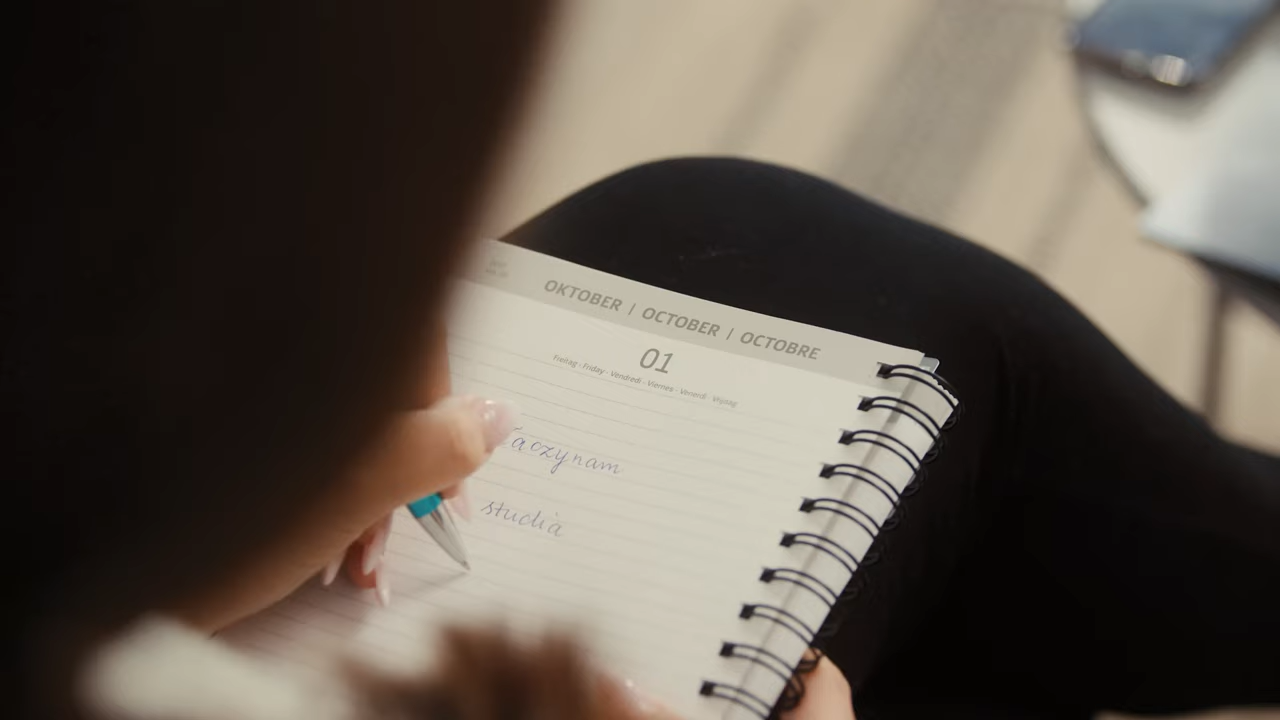 OKTOBER | OCTOBER | OCTOBRE
01
Freitag · Friday · Vendredi · Viernes · Venerdì · Vrijdag
Zaczynam
studia